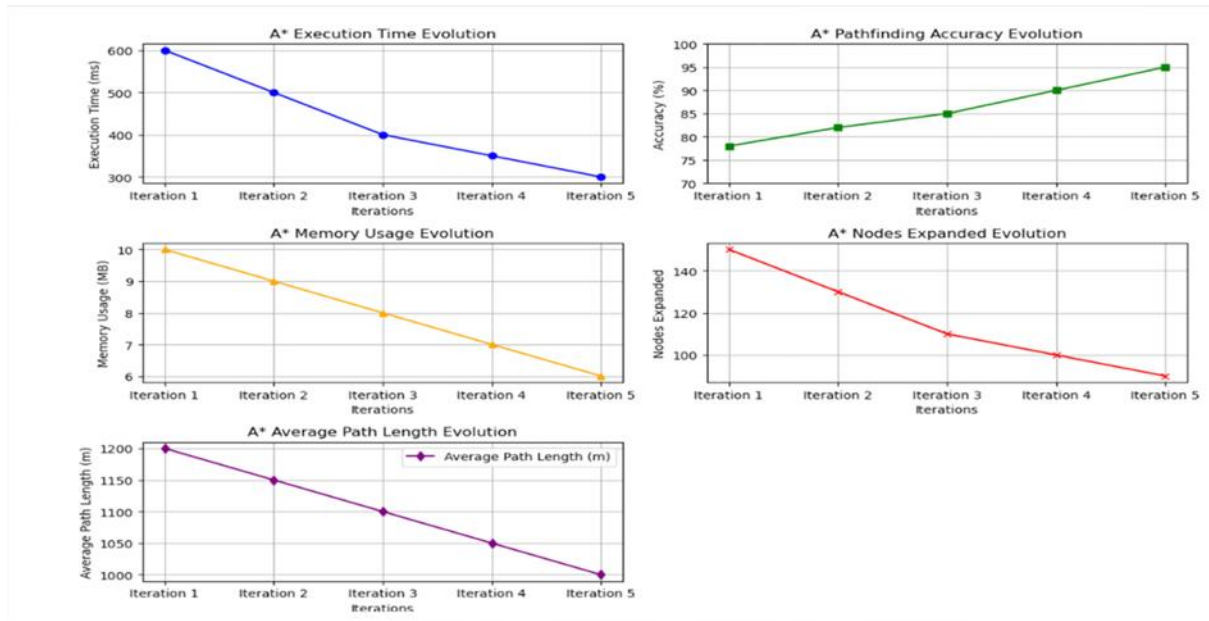 A* Execution Time Evolution
Execution Time (ms)
600
500
400
300
Iteration 1 Iteration 2 Iteration 3 Iteration 4 Iteration 5
Iterations
A* Pathfinding Accuracy Evolution
Accuracy (%)
100
95
90
85
80
75
70
Iteration 1 Iteration 2 Iteration 3 Iteration 4 Iteration 5
Iterations
A* Memory Usage Evolution
Memory Usage (MB)
10
9
8
7
6
Iteration 1 Iteration 2 Iteration 3 Iteration 4 Iteration 5
Iterations
A* Nodes Expanded Evolution
Nodes Expanded
140
120
100
Iteration 1 Iteration 2 Iteration 3 Iteration 4 Iteration 5
Iterations
A* Average Path Length Evolution
Average Path Length (m)
1200
1150
1100
1050
1000
Average Path Length (m)
Iteration 1 Iteration 2 Iteration 3 Iteration 4 Iteration 5
Iterations